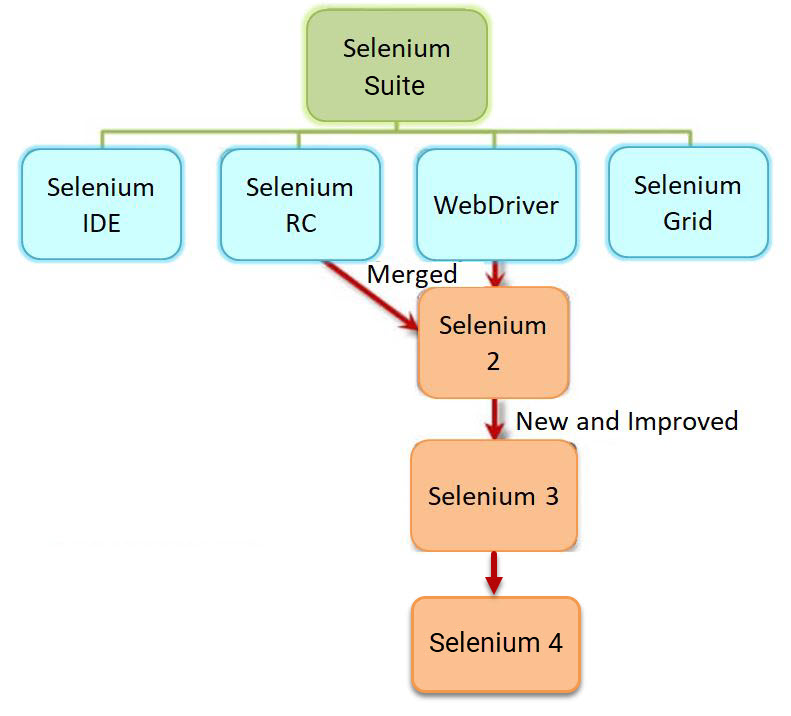 Selenium
Suite
Selenium
IDE
Selenium
RC
WebDriver
Selenium
Grid
Merged
Selenium
2
New and Improved
Selenium 3
Selenium 4